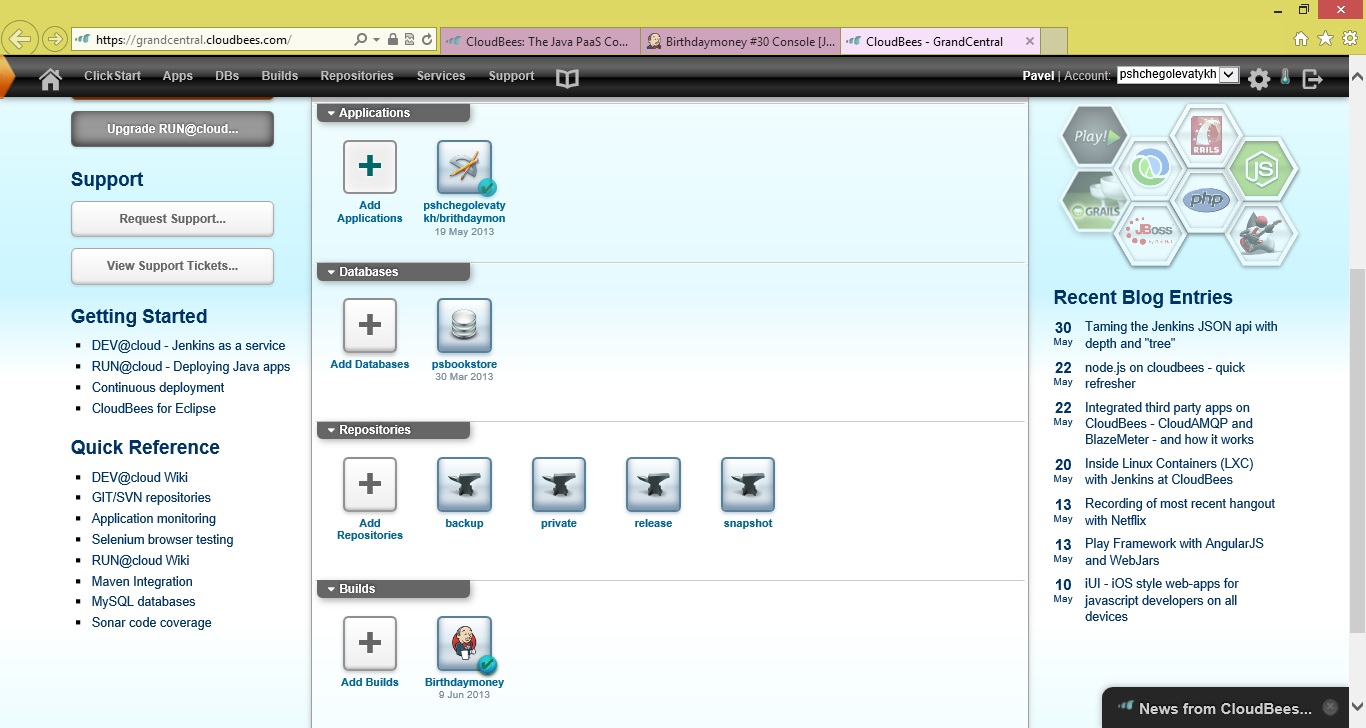 https://grandcentral.cloudbees.com/
CloudBees: The Java PaaS Co...
Birthdaymoney #30 Console [J...
CloudBees - GrandCentral
ClickStart Apps DBs Builds Repositories Services Support
Pavel | Account: pshchegolevatykh
Upgrade RUN@cloud...
Support
Request Support...
View Support Tickets...
Getting Started
DEV@cloud - Jenkins as a service
RUN@cloud - Deploying Java apps
Continuous deployment
CloudBees for Eclipse
Quick Reference
DEV@cloud Wiki
GIT/SVN repositories
Application monitoring
Selenium browser testing
RUN@cloud Wiki
Maven Integration
MySQL databases
Sonar code coverage
Applications
Add
Applications
pshchegolevaty
kh/brithdaymon
19 May 2013
Databases
Add Databases
psbookstore
30 Mar 2013
Repositories
Add
Repositories
backup
private
release
snapshot
Builds
Add Builds
Birthdaymoney
9 Jun 2013
Play!
RAILS
JS
GRAILS
php
JBoss
Recent Blog Entries
30 May
Taming the Jenkins JSON api with
depth and "tree"
22 May
node.js on cloudbees - quick
refresher
22 May
Integrated third party apps on
CloudBees - CloudAMQP and
BlazeMeter - and how it works
20 May
Inside Linux Containers (LXC)
with Jenkins at CloudBees
13 May
Recording of most recent hangout
with Netflix
13 May
Play Framework with AngularJS
and WebJars
10 May
iUI - iOS style web-apps for
javascript developers on all
devices
News from CloudBees...